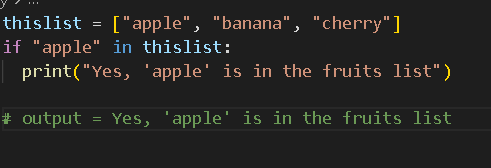 thislist = ["apple", "banana", "cherry"]
if "apple" in thislist:
  print("Yes, 'apple' is in the fruits list")
# output = Yes, 'apple' is in the fruits list